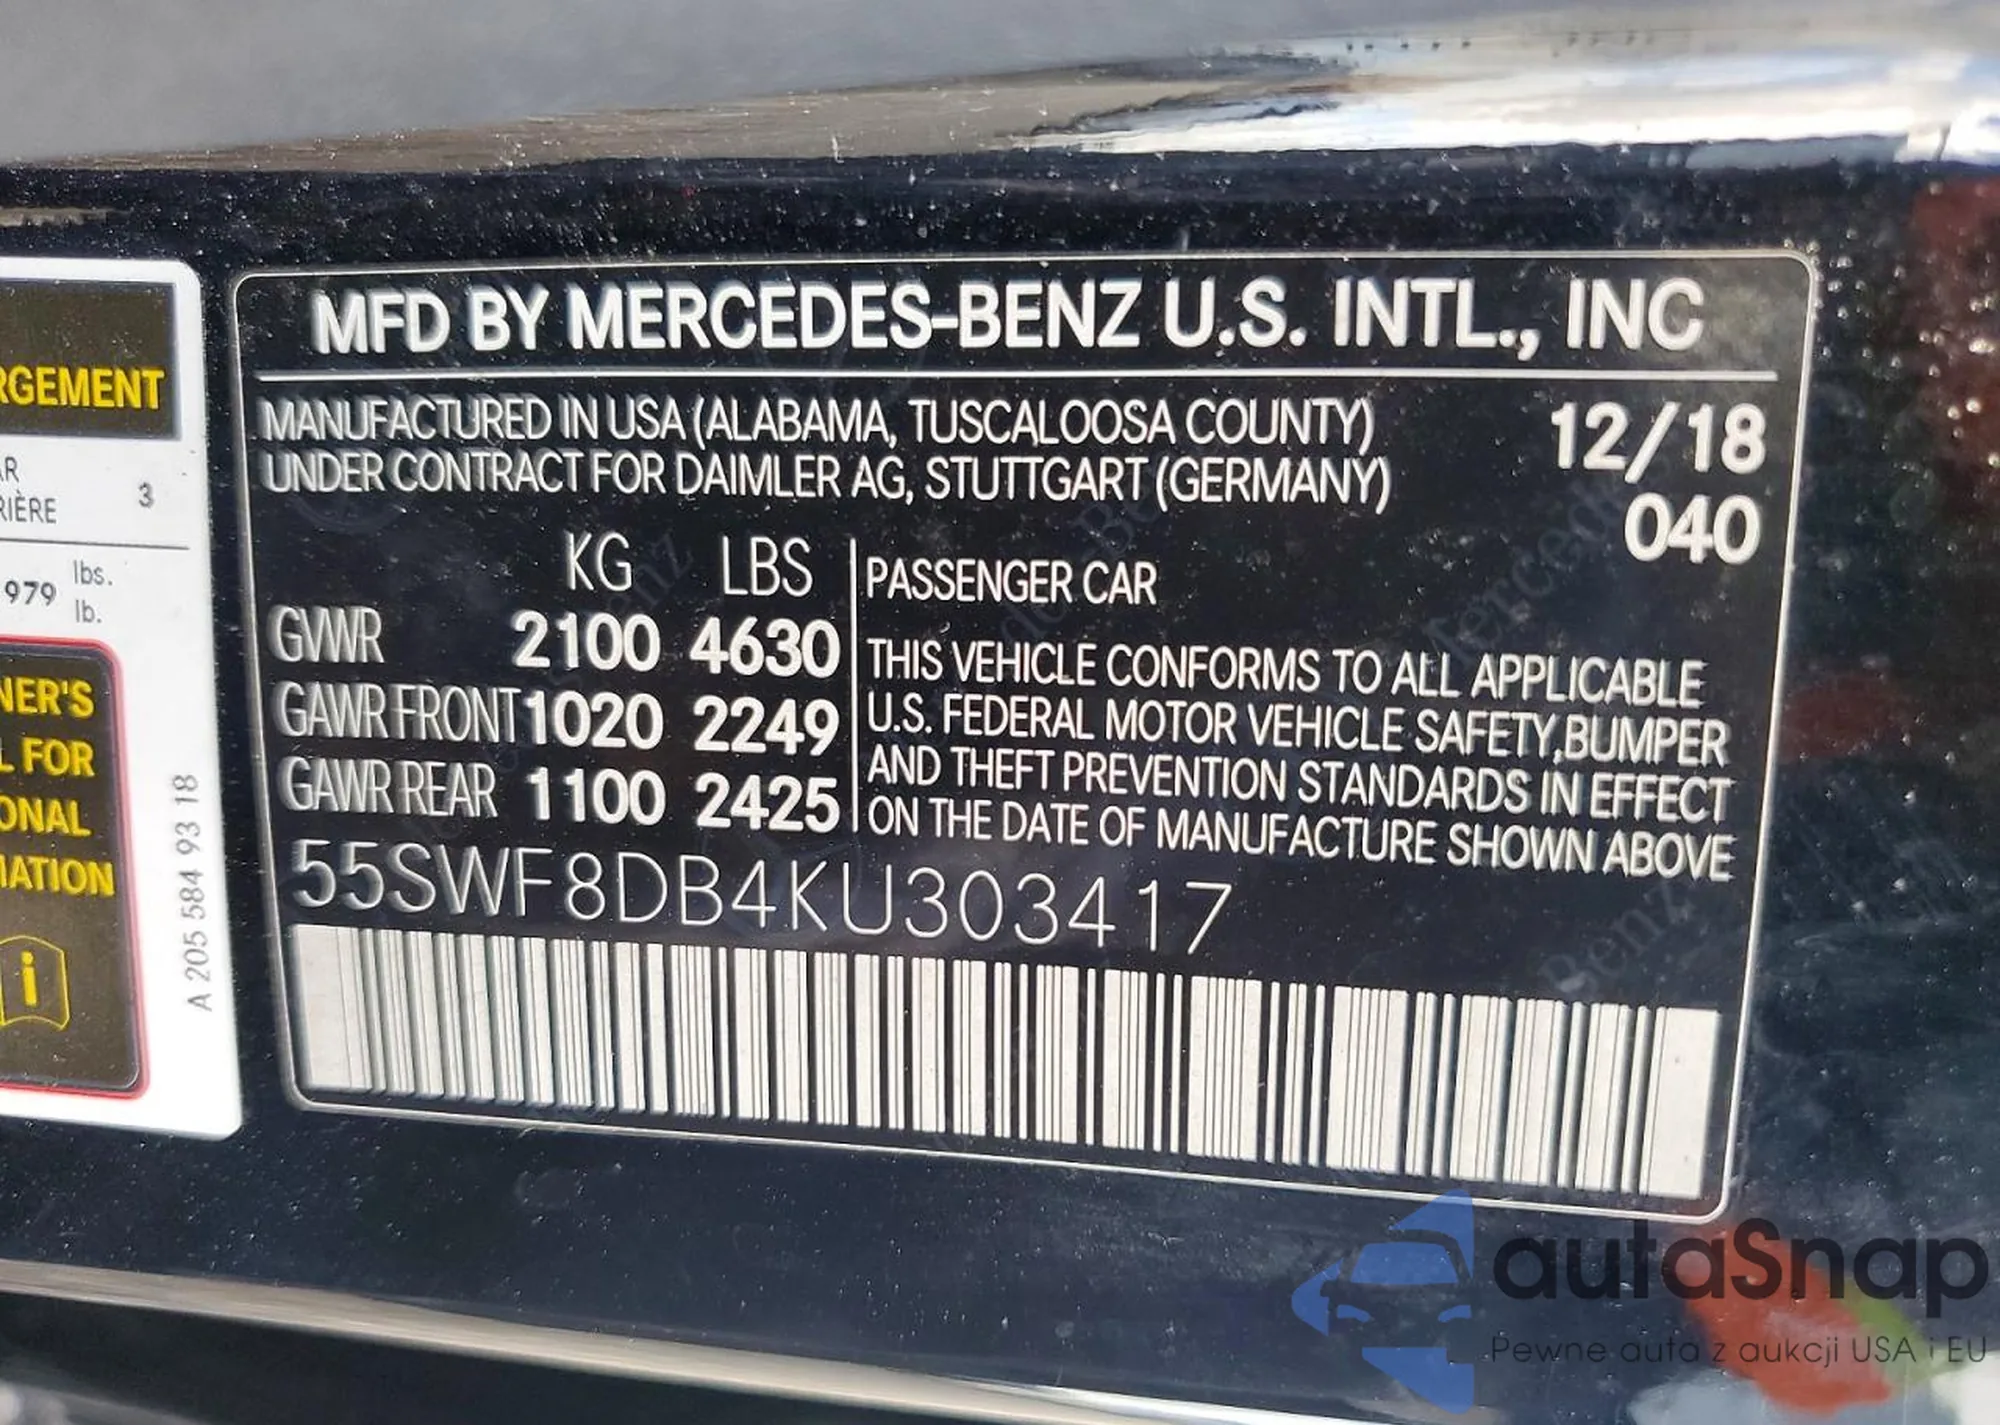 RGEMENT
AR
RIÈRE
3
979 lbs.
lb.
NER'S
L FOR
ONAL
MATION
i
A 205 584 93 18
MFD BY MERCEDES-BENZ U.S. INTL., INC
MANUFACTURED IN USA (ALABAMA, TUSCALOOSA COUNTY) 12/18
UNDER CONTRACT FOR DAIMLER AG, STUTTGART (GERMANY)
040
KG LBS
GVWR 2100 4630
GAWR FRONT 1020 2249
GAWR REAR 1100 2425
PASSENGER CAR
THIS VEHICLE CONFORMS TO ALL APPLICABLE
U.S. FEDERAL MOTOR VEHICLE SAFETY,BUMPER
AND THEFT PREVENTION STANDARDS IN EFFECT
ON THE DATE OF MANUFACTURE SHOWN ABOVE
55SWF8DB4KU303417
autaSnap
Pewne auta z aukcji USA i EU